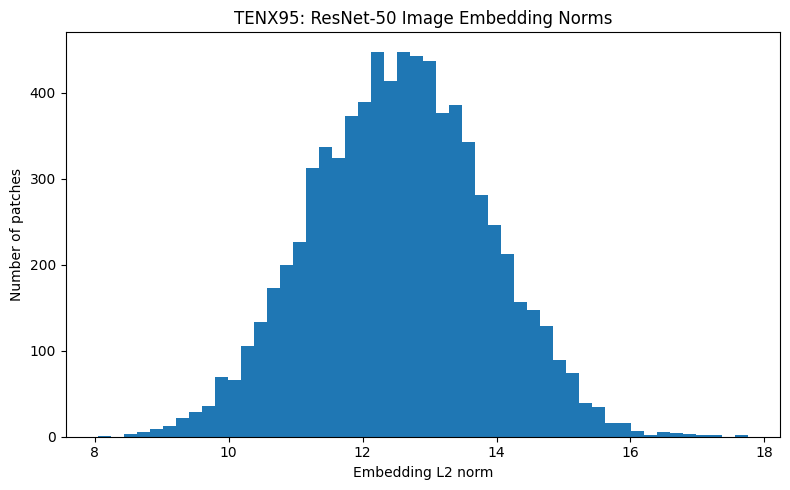 TENX95: ResNet-50 Image Embedding Norms
Number of patches
400
300
200
100
0
8 10 12 14 16 18
Embedding L2 norm